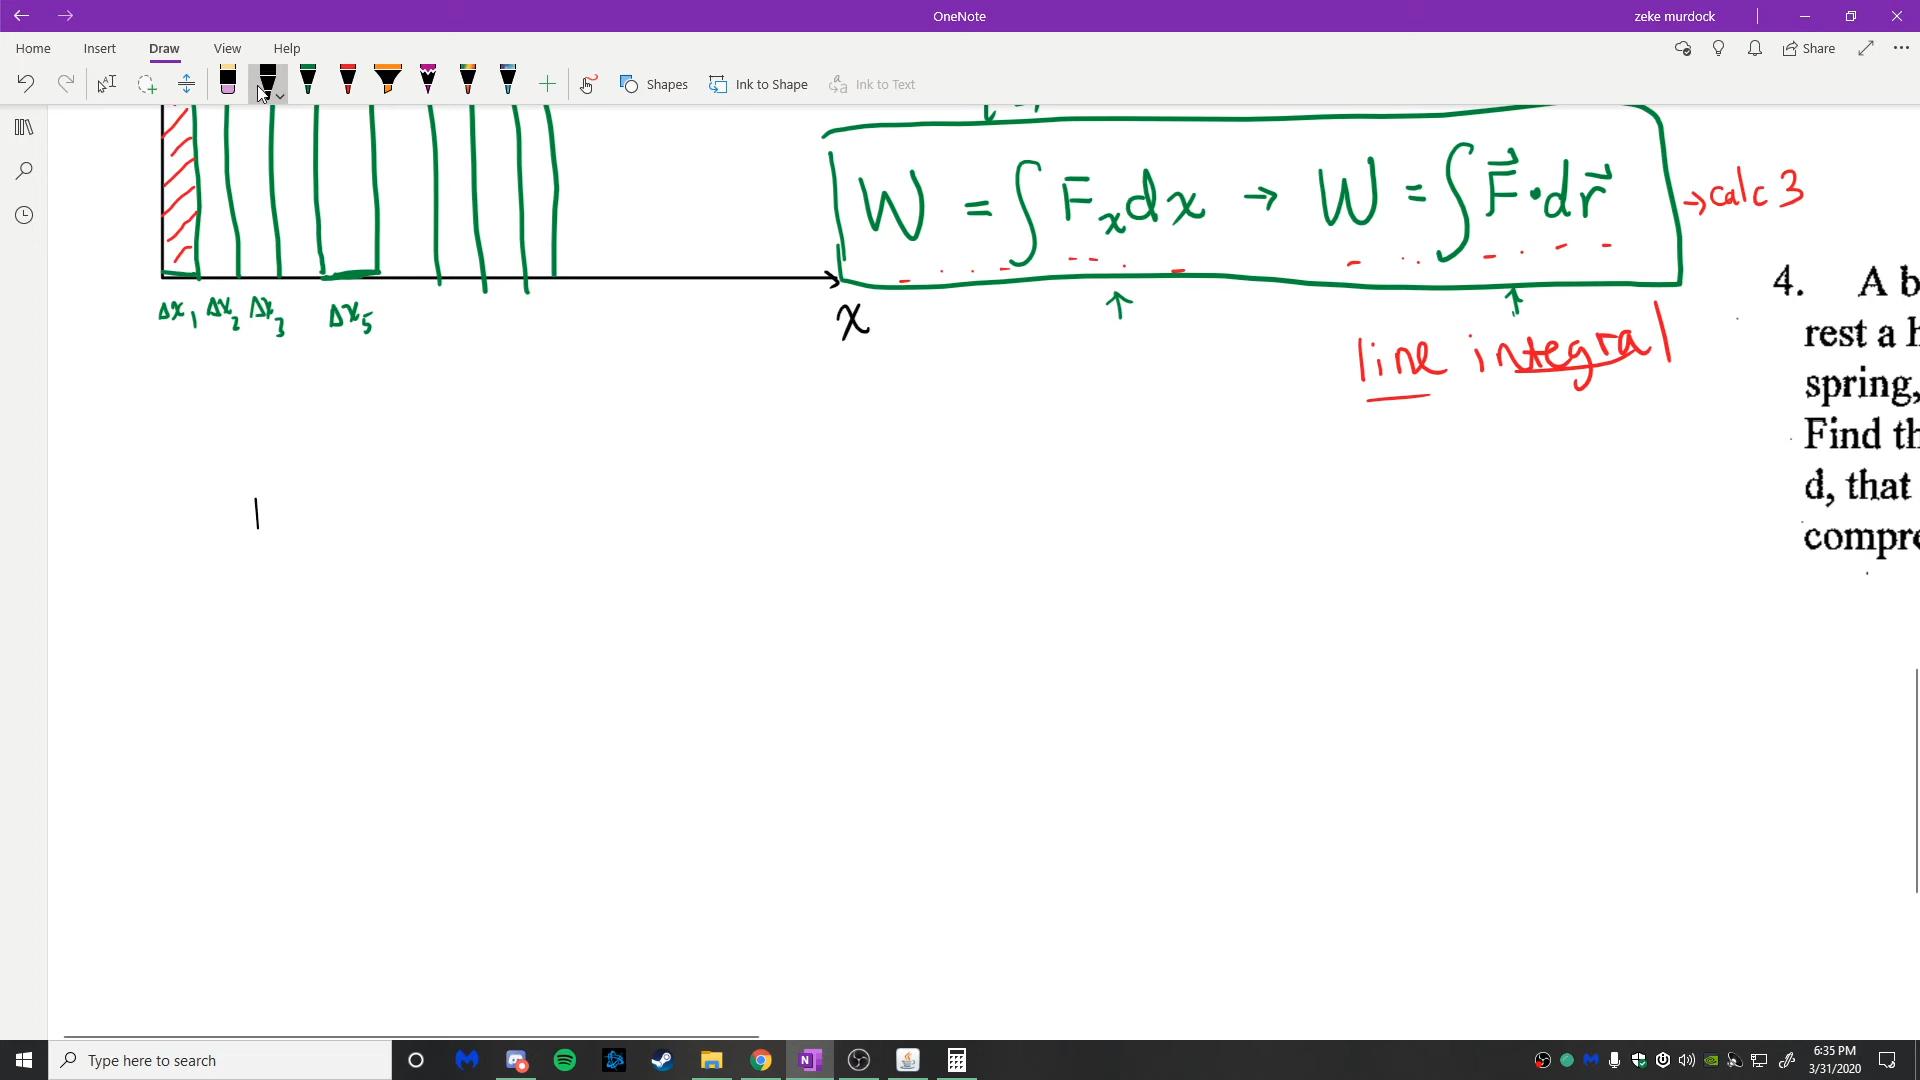 OneNote
zeke murdock
Home Insert Draw View Help
Share
Shapes
Ink to Shape
Ink to Text
W = ∫ Fₓ dx → W = ∫ F⃗ • dr⃗
→ calc 3
Δx₁ Δx₂ Δx₃ Δx₅
x
line integral
4. A b
rest a h
spring,
Find th
d, that
compre
Type here to search
6:35 PM
3/31/2020